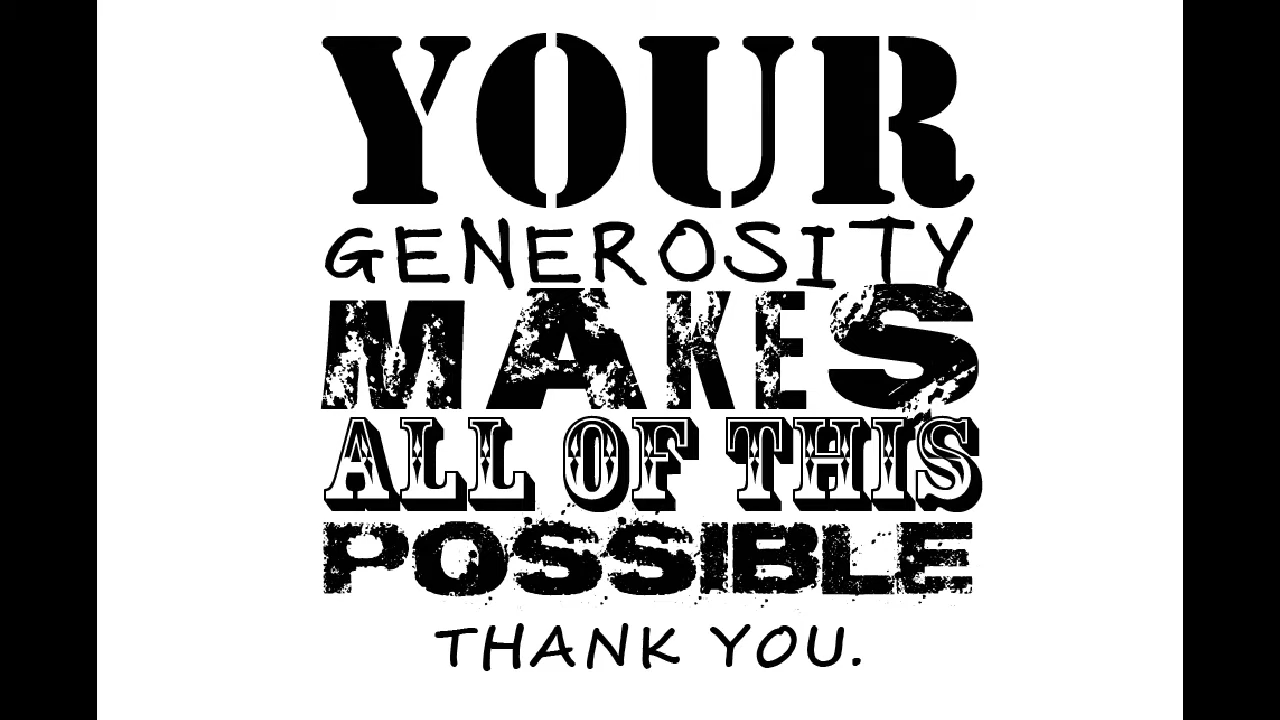 YOUR
GENEROSITY
MAKES
ALL OF THIS
POSSIBLE
THANK YOU.